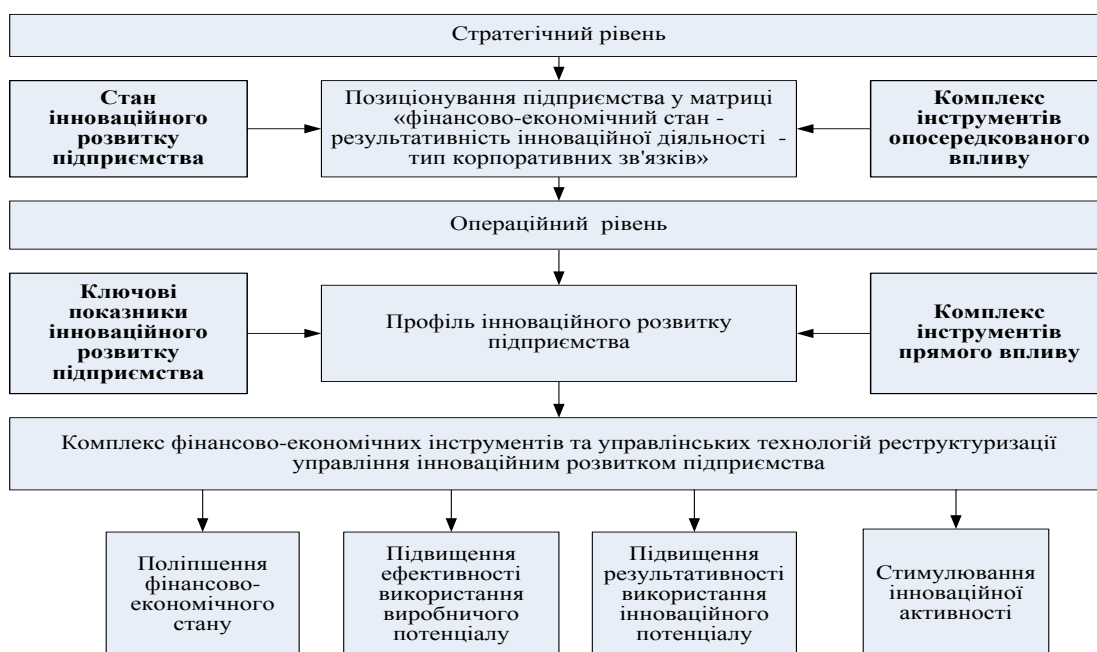 Стратегічний рівень
Стан
інноваційного
розвитку
підприємства
Позиціонування підприємства у матриці
«фінансово-економічний стан -
результативність інноваційної діяльності  -
тип корпоративних зв'язків»
Комплекс
інструментів
опосередкованого
впливу
Операційний  рівень
Ключові
показники
інноваційного
розвитку
підприємства
Профіль інноваційного розвитку
підприємства
Комплекс
інструментів
прямого впливу
Комплекс фінансово-економічних інструментів та управлінських технологій реструктуризації
управління інноваційним розвитком підприємства
Поліпшення
фінансово-
економічного
стану
Підвищення
ефективності
використання
виробничого
потенціалу
Підвищення
результативності
використання
інноваційного
потенціалу
Стимулювання
інноваційної
активності